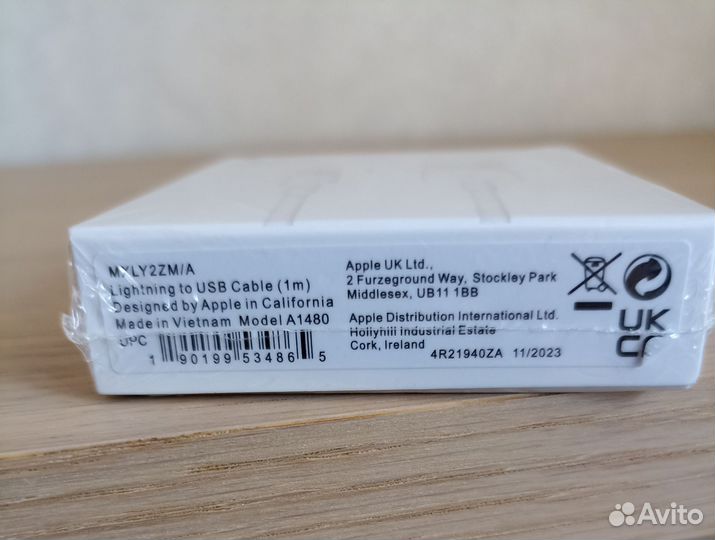 MXLY2ZM/A
Lightning to USB Cable (1m)
Designed by Apple in California
Made in Vietnam Model A1480
UPC
1 90199 53486 5
Apple UK Ltd.,
2 Furzeground Way, Stockley Park
Middlesex, UB11 1BB
Apple Distribution International Ltd.
Hollyhili Industrial Estate
Cork, Ireland
4R21940ZA 11/2023
UK
CA
Avito